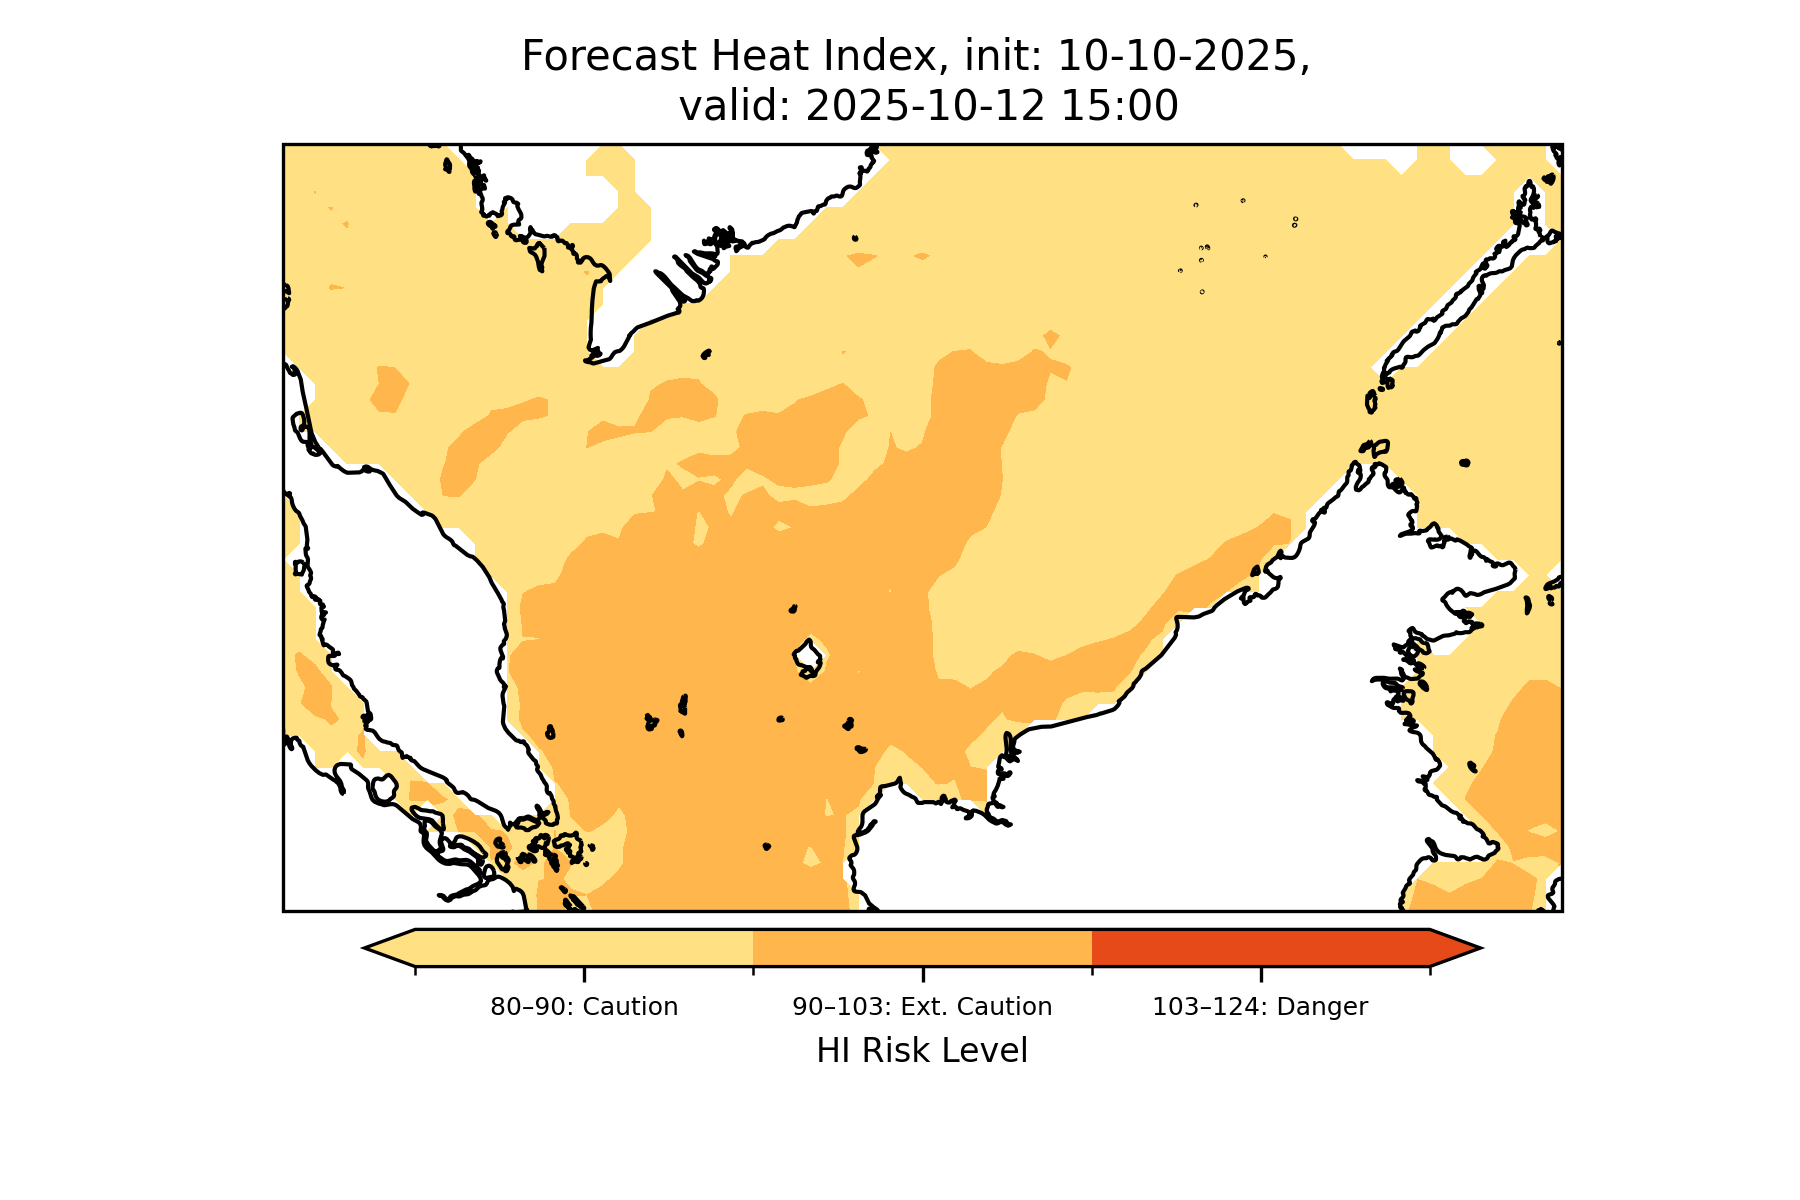 Forecast Heat Index, init: 10-10-2025,
valid: 2025-10-12 15:00
80–90: Caution
90–103: Ext. Caution
103–124: Danger
HI Risk Level